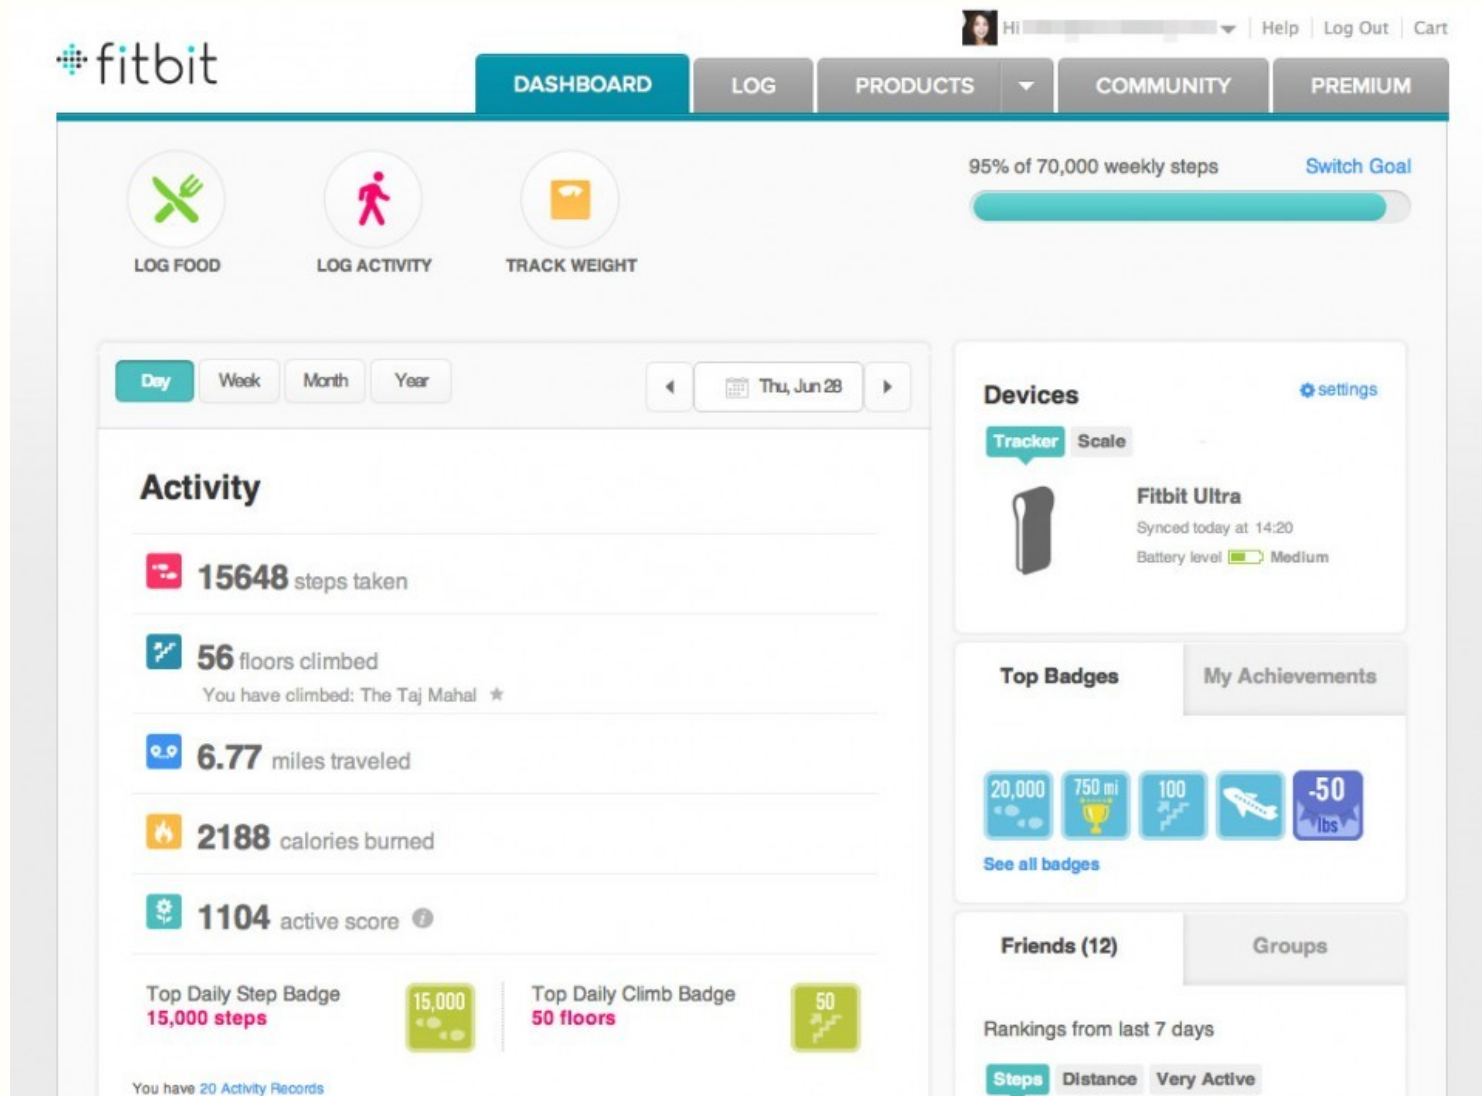 fitbit
Hi
Help
Log Out
Cart
DASHBOARD
LOG
PRODUCTS
COMMUNITY
PREMIUM
LOG FOOD
LOG ACTIVITY
TRACK WEIGHT
95% of 70,000 weekly steps
Switch Goal
Day
Week
Month
Year
Thu, Jun 28
Activity
15648 steps taken
56 floors climbed
You have climbed: The Taj Mahal
6.77 miles traveled
2188 calories burned
1104 active score
Top Daily Step Badge
15,000 steps
15,000
Top Daily Climb Badge
50 floors
50
You have 20 Activity Records
Devices
settings
Tracker
Scale
Fitbit Ultra
Synced today at 14:20
Battery level Medium
Top Badges
My Achievements
20,000
750 mi
100
-50
lbs
See all badges
Friends (12)
Groups
Rankings from last 7 days
Steps
Distance
Very Active